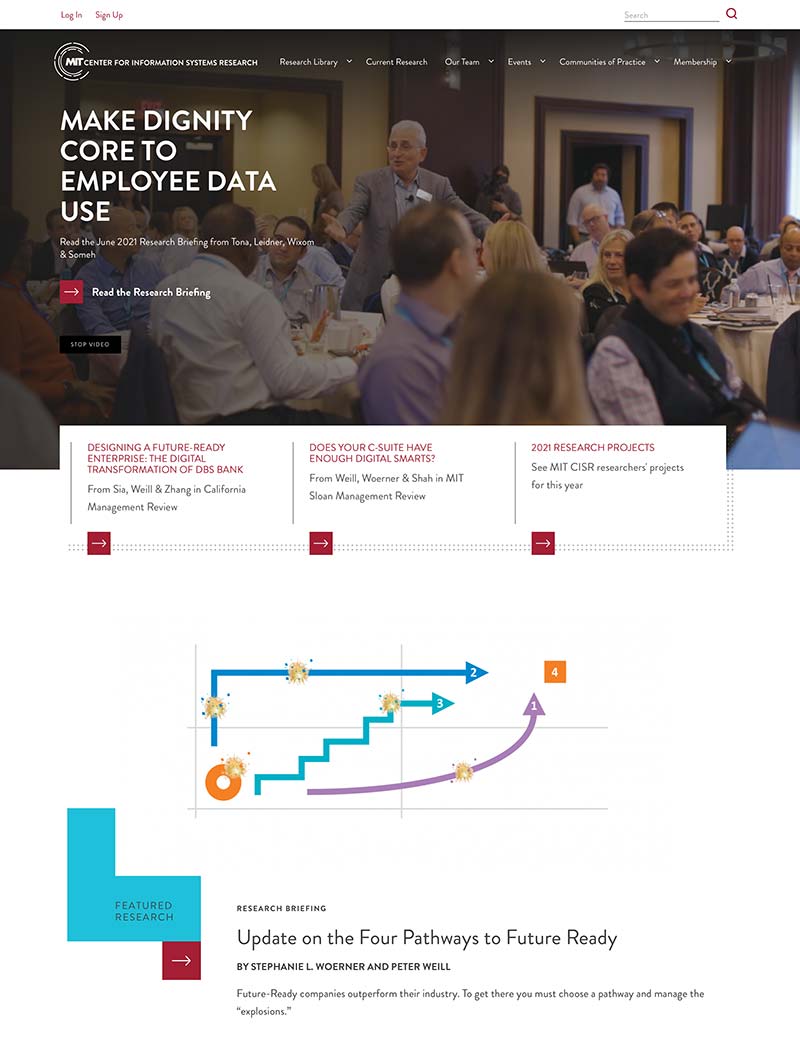 Log In Sign Up Search
MIT CENTER FOR INFORMATION SYSTEMS RESEARCH Research Library Current Research Our Team Events Communities of Practice Membership
MAKE DIGNITY
CORE TO
EMPLOYEE DATA
USE
Read the June 2021 Research Briefing from Tona, Leidner, Wixom
& Someh
Read the Research Briefing
STOP VIDEO
DESIGNING A FUTURE-READY
ENTERPRISE: THE DIGITAL
TRANSFORMATION OF DBS BANK
From Sia, Weill & Zhang in California
Management Review
DOES YOUR C-SUITE HAVE
ENOUGH DIGITAL SMARTS?
From Weill, Woerner & Shah in MIT
Sloan Management Review
2021 RESEARCH PROJECTS
See MIT CISR researchers' projects
for this year
2
4
3
1
FEATURED
RESEARCH
RESEARCH BRIEFING
Update on the Four Pathways to Future Ready
BY STEPHANIE L. WOERNER AND PETER WEILL
Future-Ready companies outperform their industry. To get there you must choose a pathway and manage the
“explosions.”